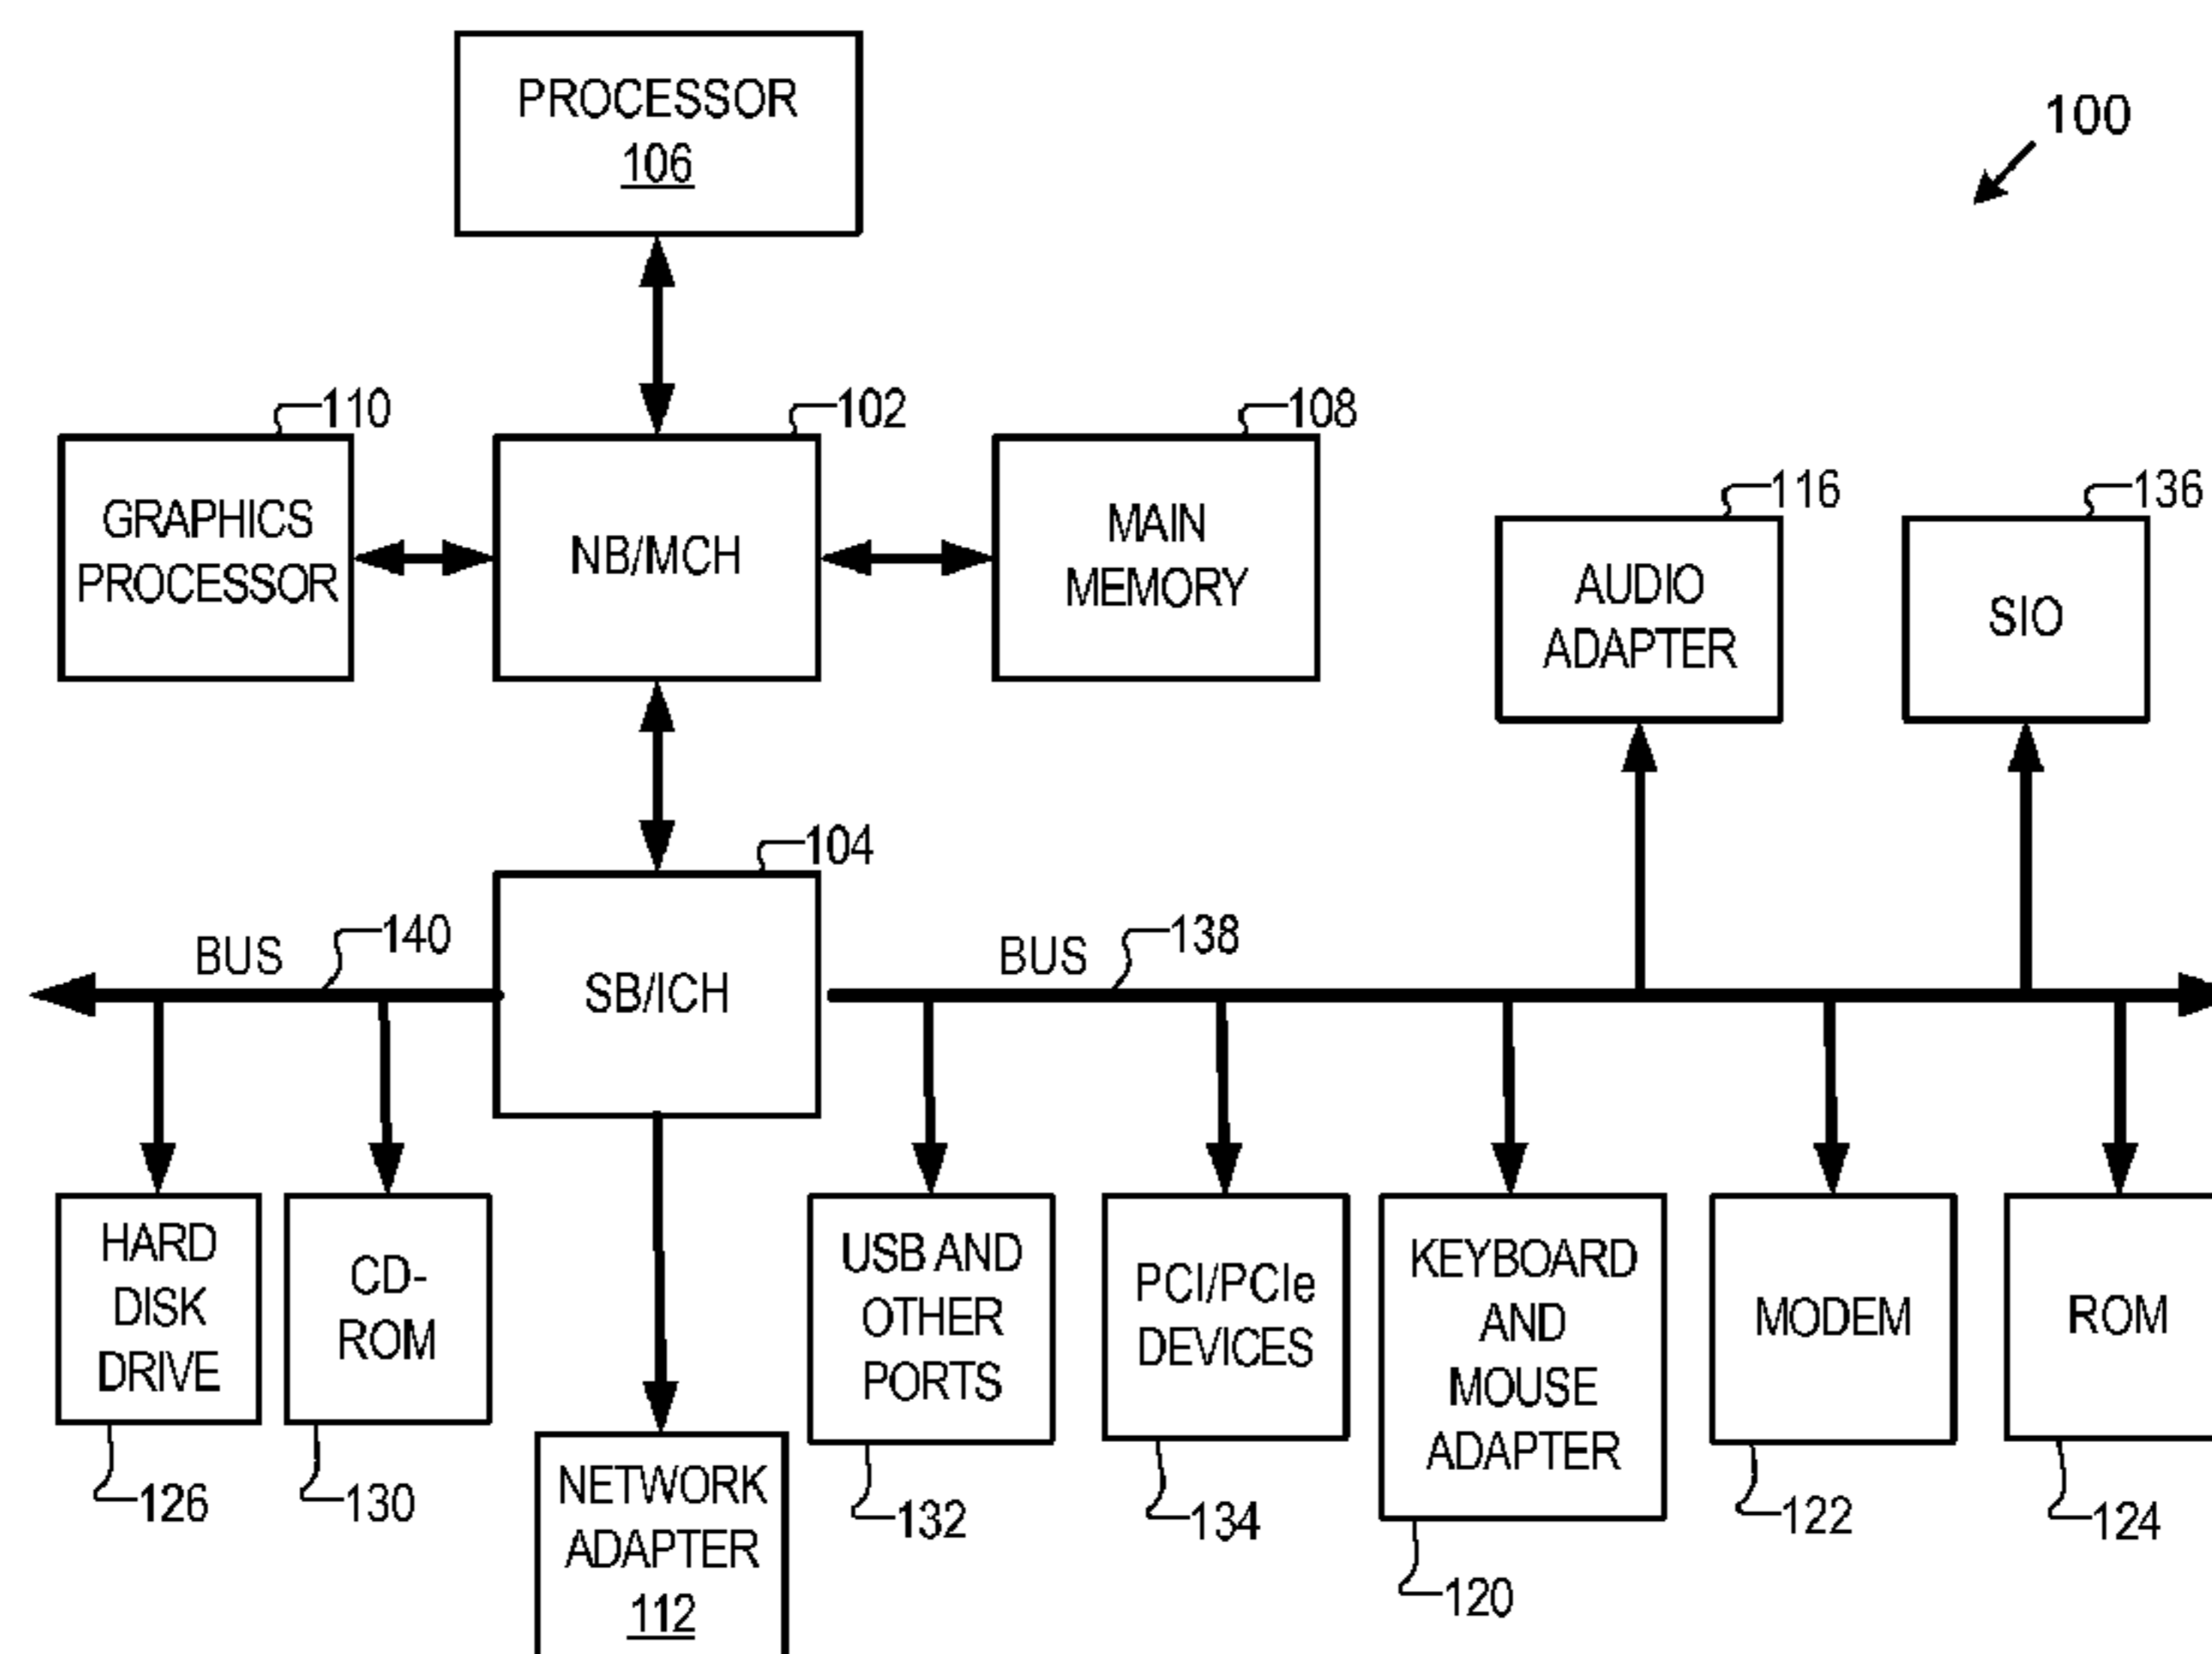 PROCESSOR
106
100
110
102
108
GRAPHICS
PROCESSOR
NB/MCH
MAIN
MEMORY
116
136
AUDIO
ADAPTER
SIO
104
BUS
140
SB/ICH
BUS
138
HARD
DISK
DRIVE
CD-
ROM
USB AND
OTHER
PORTS
PCI/PCIe
DEVICES
KEYBOARD
AND
MOUSE
ADAPTER
MODEM
ROM
126
130
NETWORK
ADAPTER
112
132
134
120
122
124